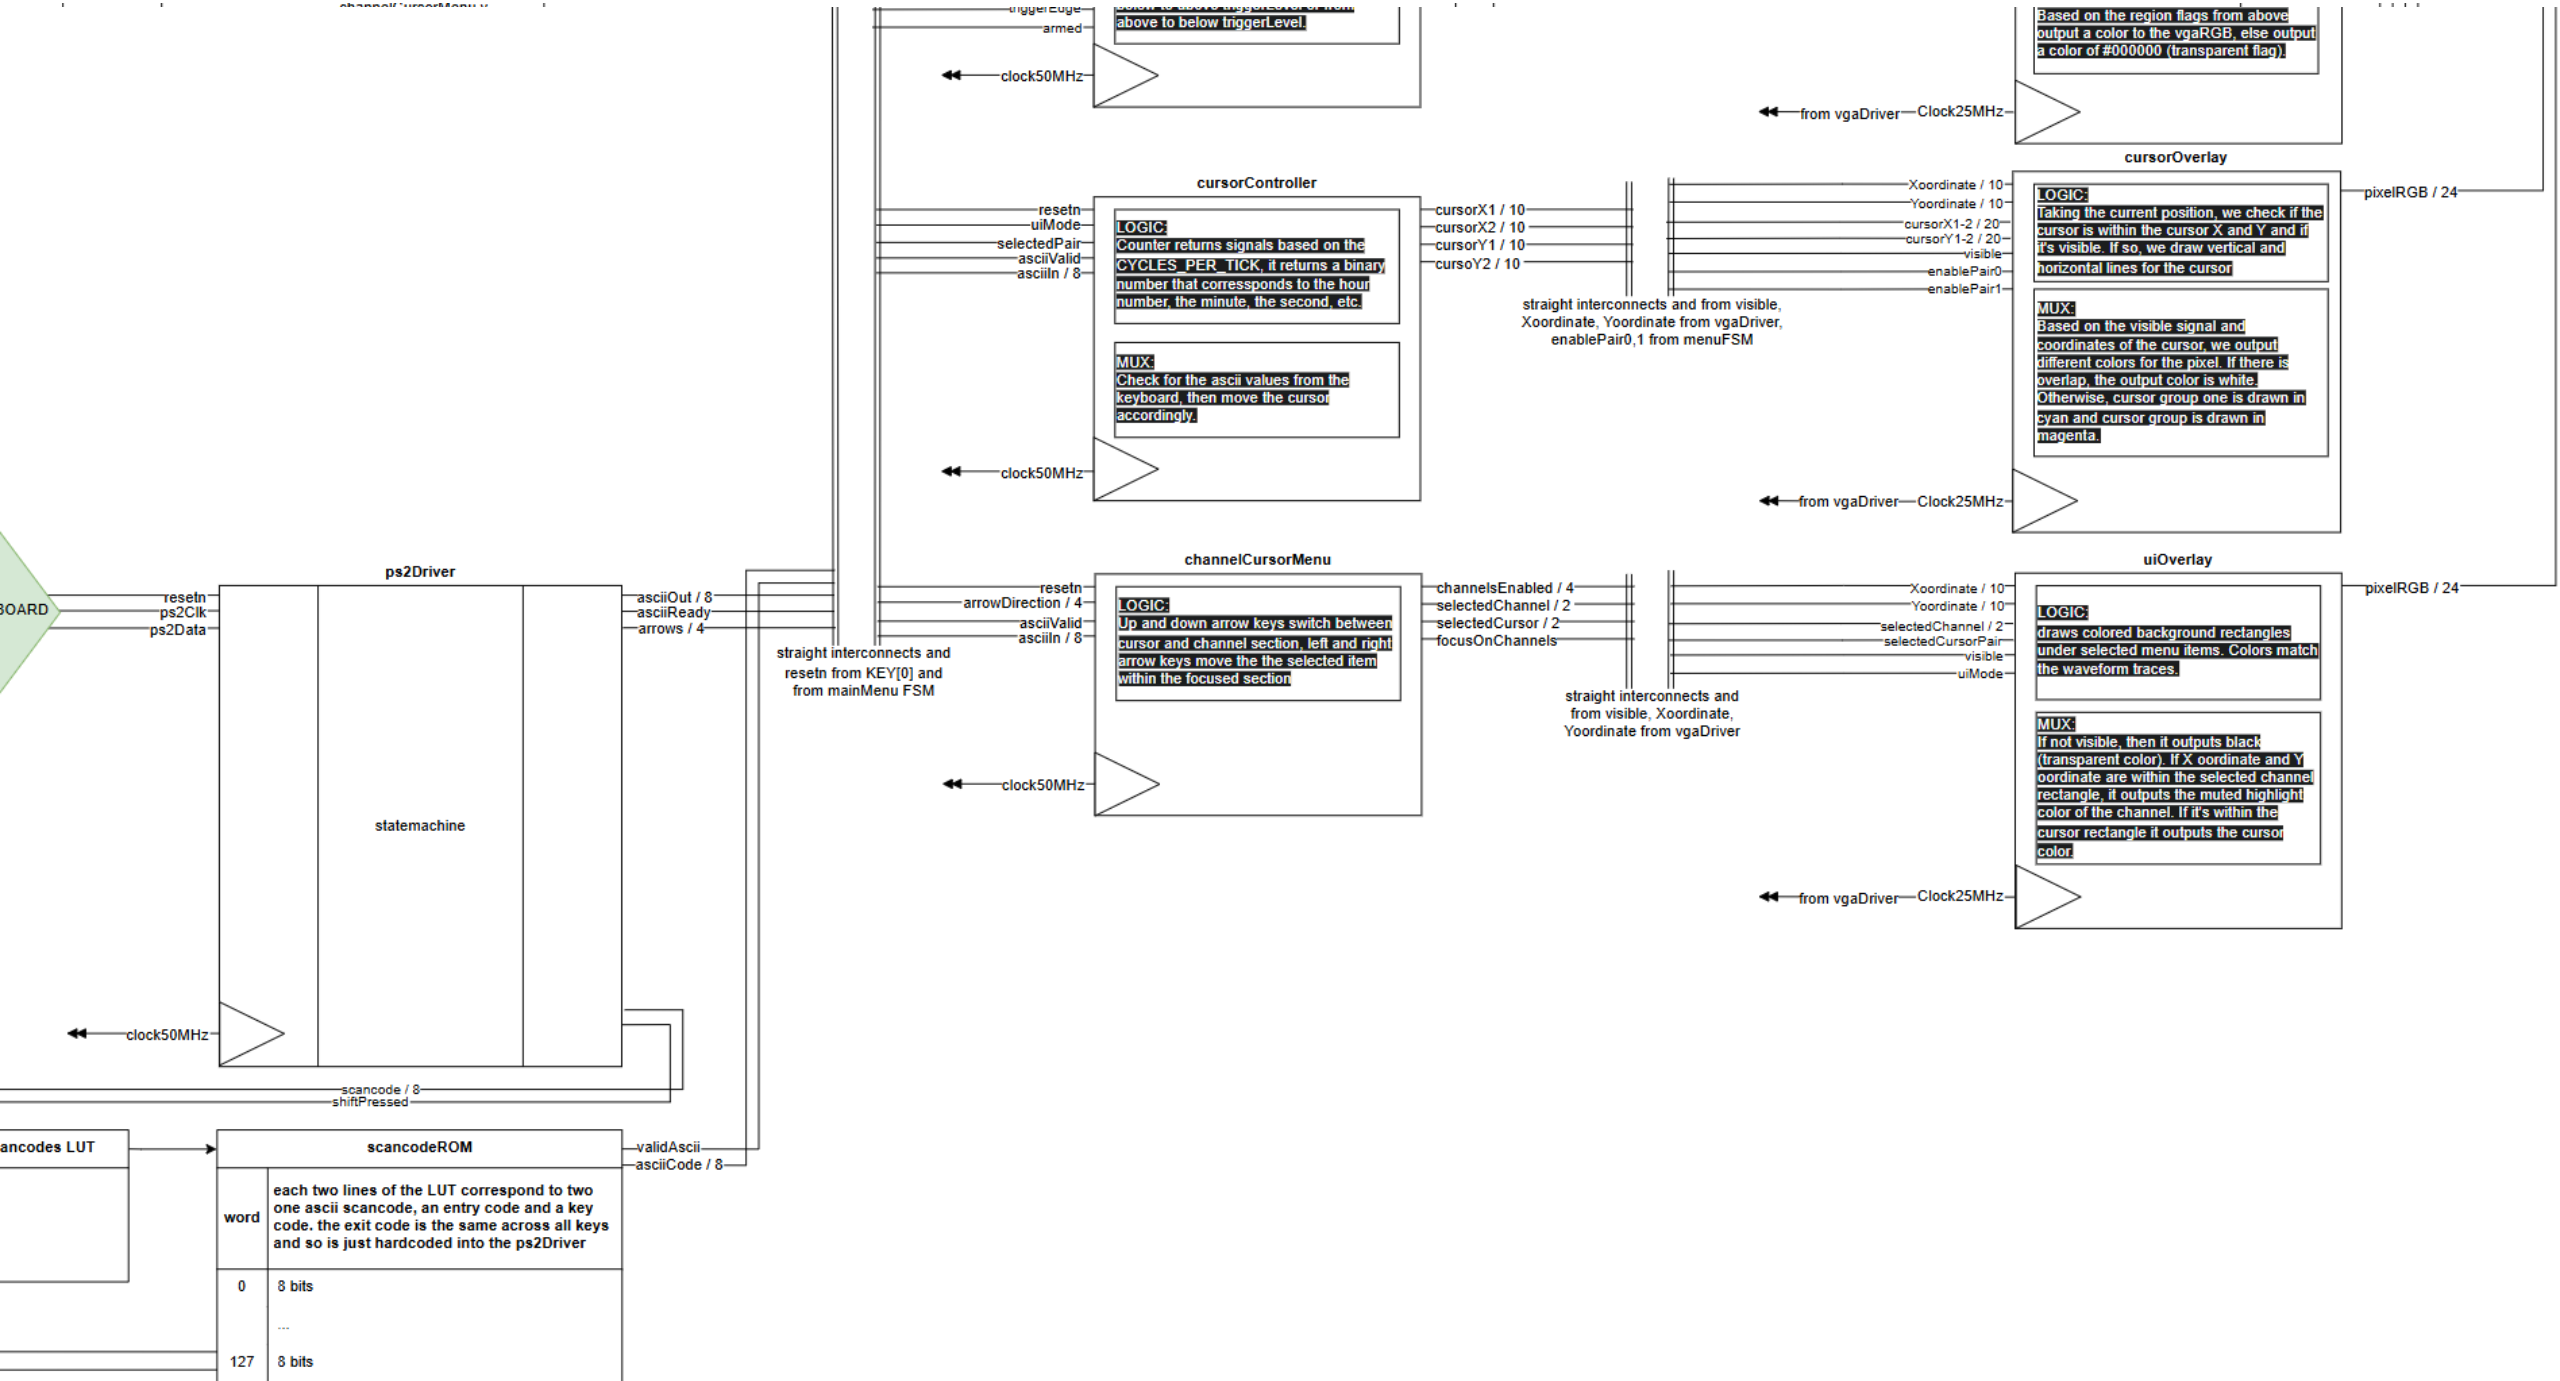 channelCursorMenu.v
triggerEdge
armed
above to below triggerLevel.
clock50MHz
Based on the region flags from above
output a color to the vgaRGB, else output
a color of #000000 (transparent flag).
from vgaDriver
Clock25MHz
cursorController
resetn
uiMode
selectedPair
asciiValid
asciiIn / 8
LOGIC:
Counter returns signals based on the
CYCLES_PER_TICK, it returns a binary
number that corressponds to the hour
number, the minute, the second, etc.
MUX:
Check for the ascii values from the
keyboard, then move the cursor
accordingly.
clock50MHz
cursorX1 / 10
cursorX2 / 10
cursorY1 / 10
cursoY2 / 10
straight interconnects and from visible,
Xoordinate, Yoordinate from vgaDriver,
enablePair0,1 from menuFSM
cursorOverlay
Xoordinate / 10
Yoordinate / 10
cursorX1-2 / 20
cursorY1-2 / 20
visible
enablePair0
enablePair1
LOGIC:
Taking the current position, we check if the
cursor is within the cursor X and Y and if
it's visible. If so, we draw vertical and
horizontal lines for the cursor
MUX:
Based on the visible signal and
coordinates of the cursor, we output
different colors for the pixel. If there is
overlap, the output color is white.
Otherwise, cursor group one is drawn in
cyan and cursor group is drawn in
magenta.
from vgaDriver
Clock25MHz
pixelRGB / 24
BOARD
resetn
ps2Clk
ps2Data
ps2Driver
statemachine
clock50MHz
asciiOut / 8
asciiReady
arrows / 4
straight interconnects and
resetn from KEY[0] and
from mainMenu FSM
channelCursorMenu
resetn
arrowDirection / 4
asciiValid
asciiIn / 8
LOGIC:
Up and down arrow keys switch between
cursor and channel section, left and right
arrow keys move the the selected item
within the focused section
clock50MHz
channelsEnabled / 4
selectedChannel / 2
selectedCursor / 2
focusOnChannels
straight interconnects and
from visible, Xoordinate,
Yoordinate from vgaDriver
uiOverlay
Xoordinate / 10
Yoordinate / 10
selectedChannel / 2
selectedCursorPair
visible
uiMode
LOGIC:
draws colored background rectangles
under selected menu items. Colors match
the waveform traces.
MUX:
If not visible, then it outputs black
(transparent color). If X oordinate and Y
oordinate are within the selected channel
rectangle, it outputs the muted highlight
color of the channel. If it's within the
cursor rectangle it outputs the cursor
color.
from vgaDriver
Clock25MHz
pixelRGB / 24
scancode / 8
shiftPressed
ancodes LUT
scancodeROM
validAscii
asciiCode / 8
word
each two lines of the LUT correspond to two
one ascii scancode, an entry code and a key
code. the exit code is the same across all keys
and so is just hardcoded into the ps2Driver
0
8 bits
...
127
8 bits